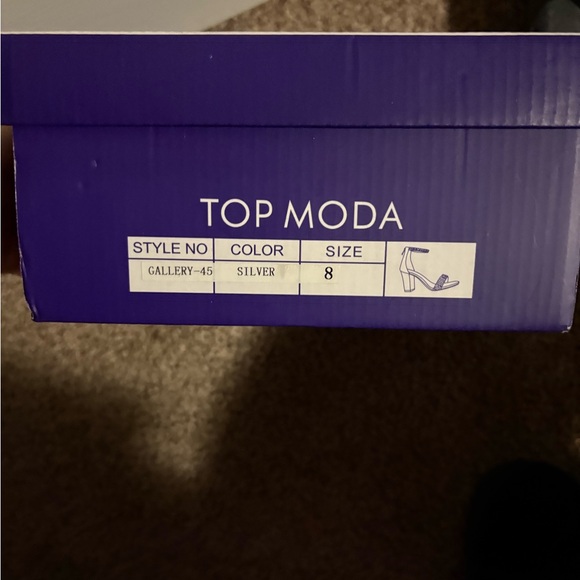 TOP MODA
STYLE NO COLOR SIZE
GALLERY-45 SILVER 8